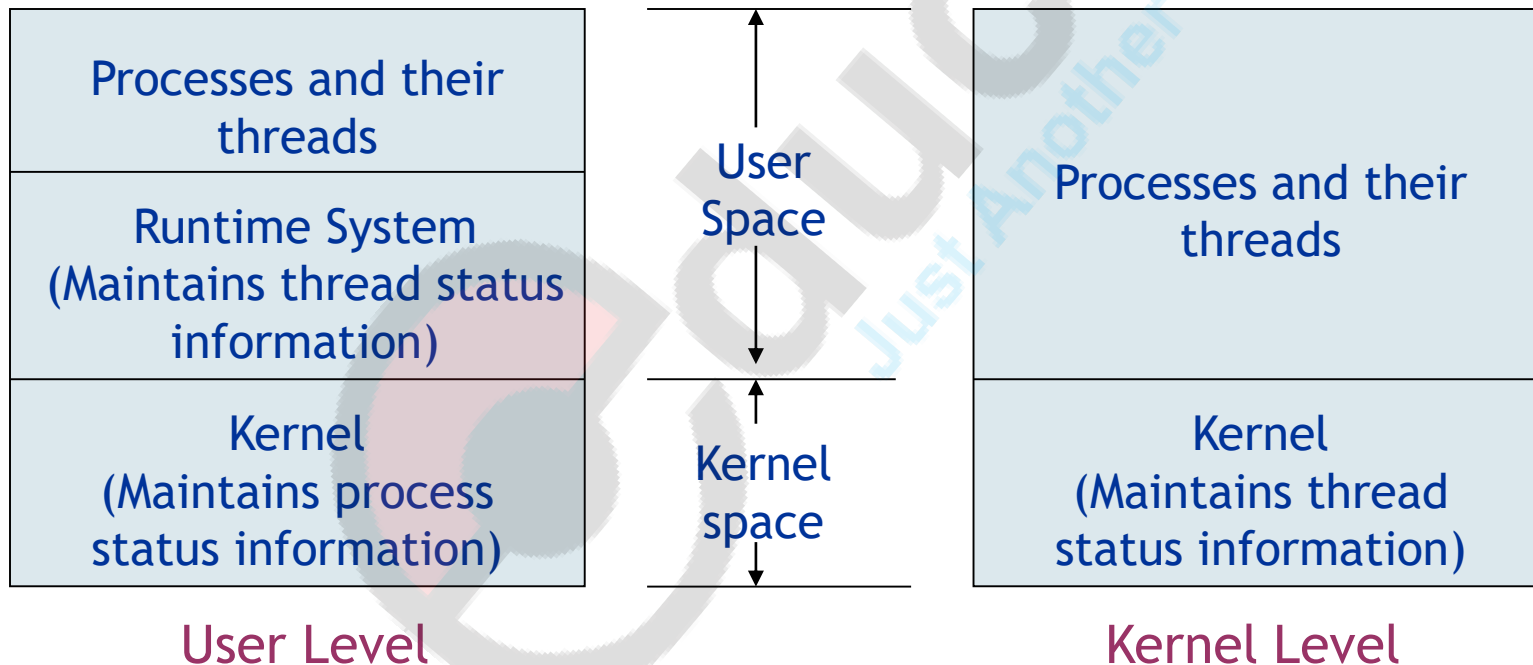 Processes and their
threads
Runtime System
(Maintains thread status
information)
Kernel
(Maintains process
status information)
User Level
User
Space
Kernel
space
Processes and their
threads
Kernel
(Maintains thread
status information)
Kernel Level
Just Another